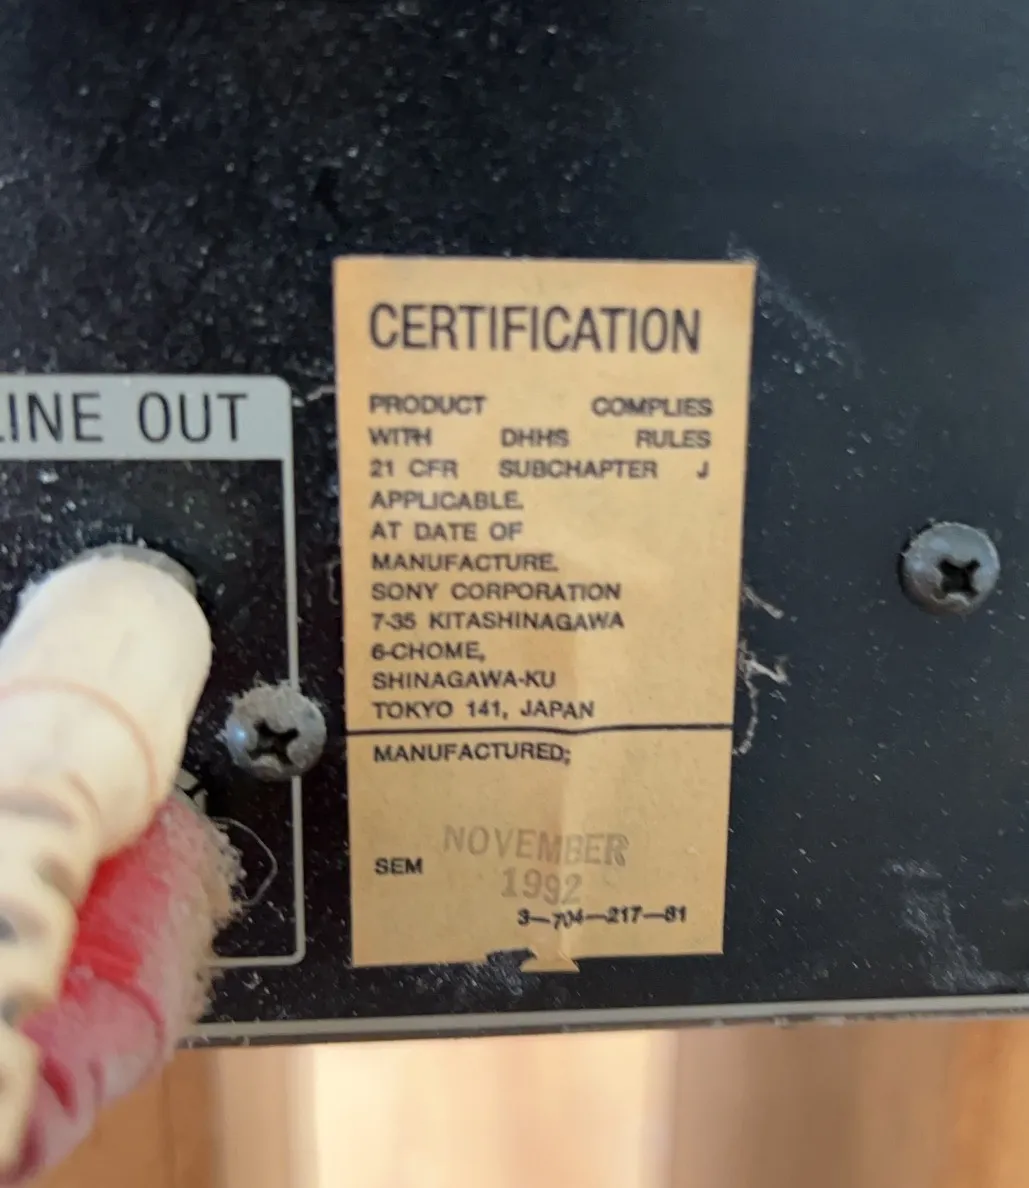 LINE OUT
CERTIFICATION
PRODUCT COMPLIES
WITH DHHS RULES
21 CFR SUBCHAPTER J
APPLICABLE.
AT DATE OF
MANUFACTURE.
SONY CORPORATION
7-35 KITASHINAGAWA
6-CHOME,
SHINAGAWA-KU
TOKYO 141, JAPAN
MANUFACTURED;
NOVEMBER
SEM
1992
3-704-217-81